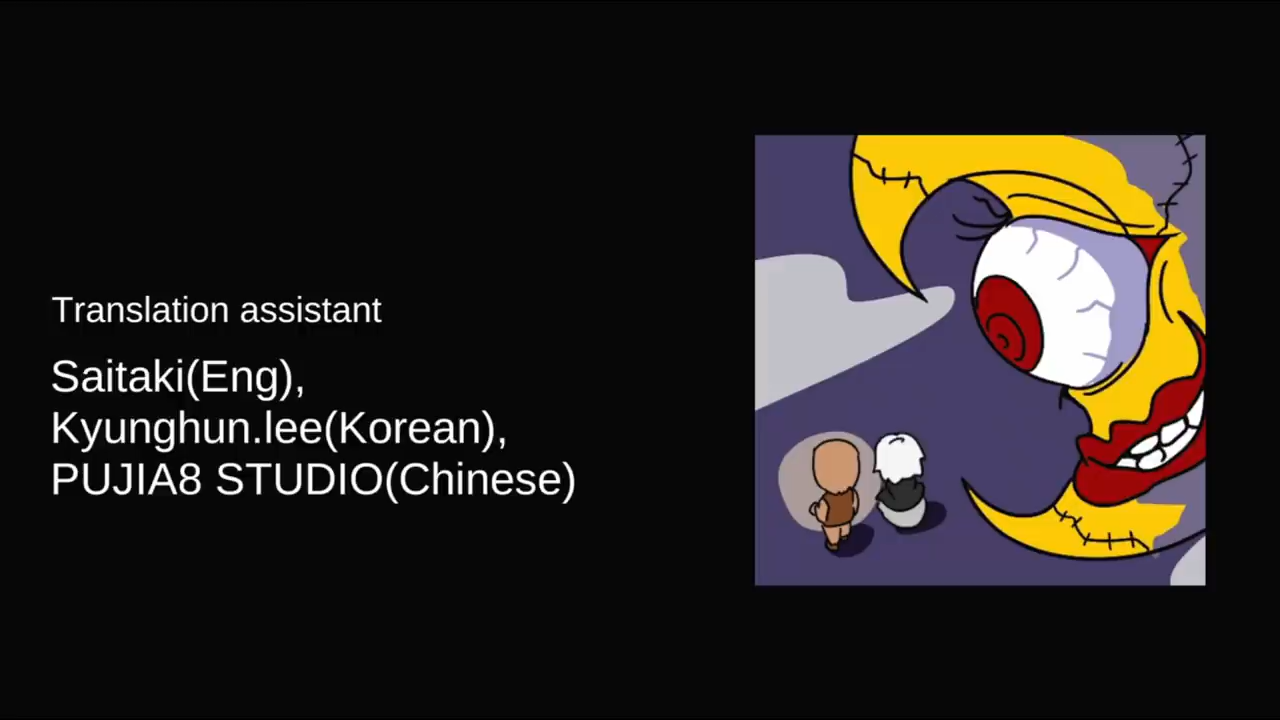 Translation assistant
Saitaki(Eng),
Kyunghun.lee(Korean),
PUJIA8 STUDIO(Chinese)